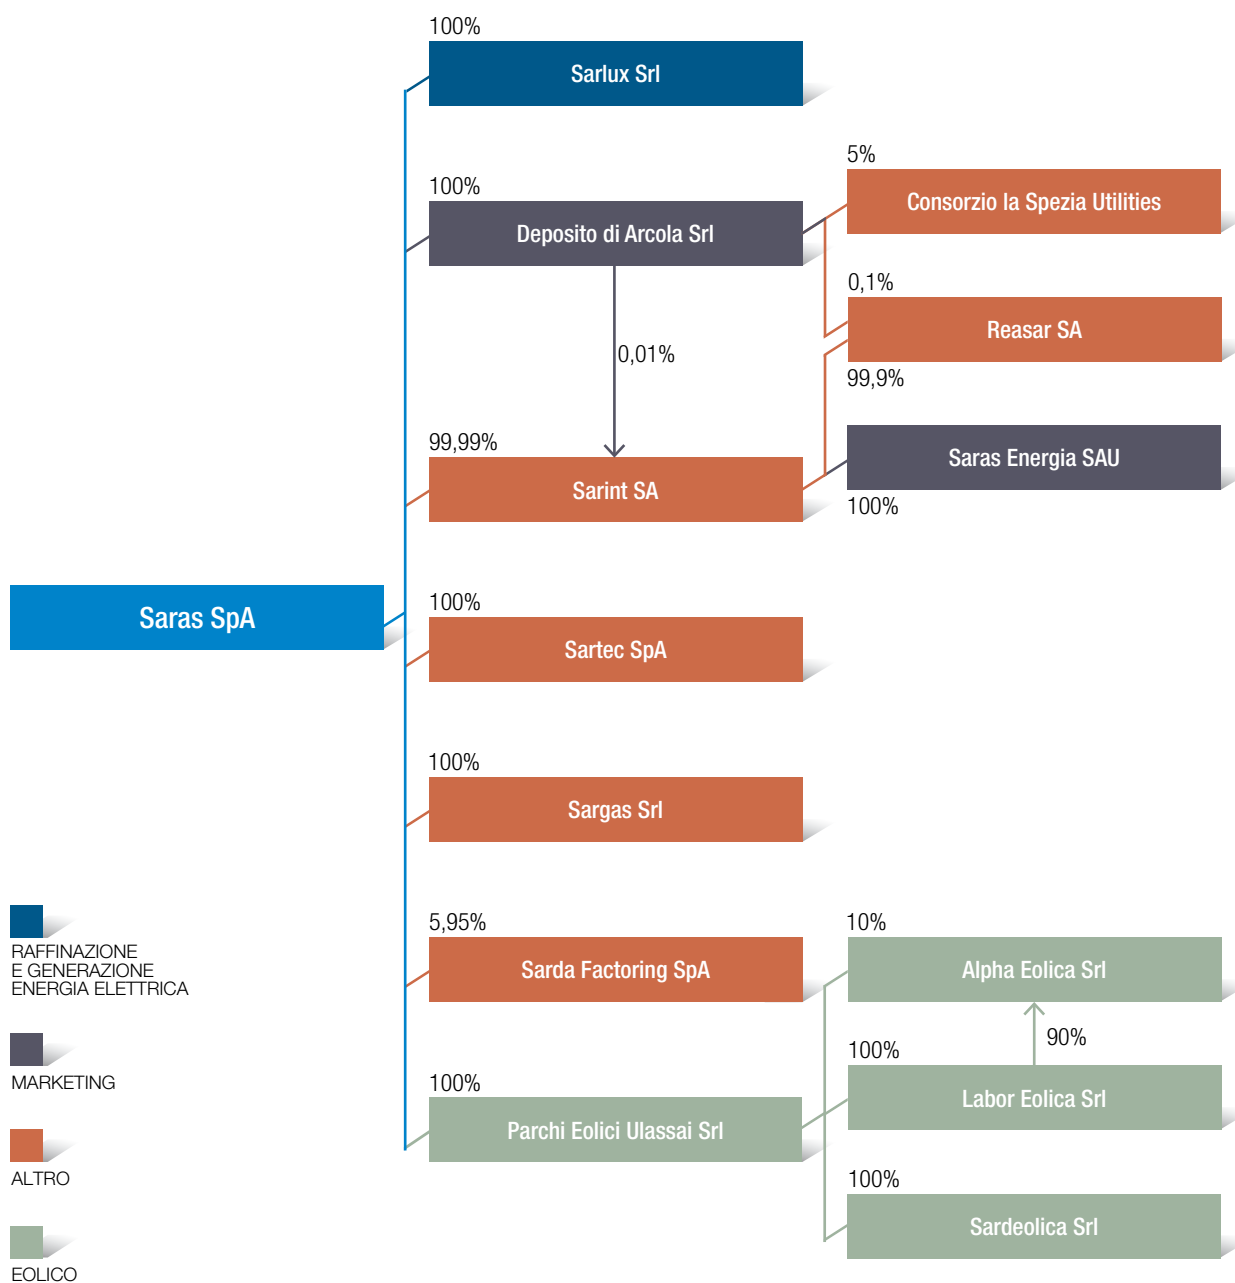 100%
Sarlux Srl
5%
100%
Consorzio la Spezia Utilities
Deposito di Arcola Srl
0,1%
Reasar SA
0,01%
99,9%
99,99%
Saras Energia SAU
Sarint SA
100%
100%
Saras SpA
Sartec SpA
100%
Sargas Srl
5,95%
10%
RAFFINAZIONE
E GENERAZIONE
ENERGIA ELETTRICA
Sarda Factoring SpA
Alpha Eolica Srl
90%
100%
MARKETING
100%
Labor Eolica Srl
Parchi Eolici Ulassai Srl
ALTRO
100%
Sardeolica Srl
EOLICO